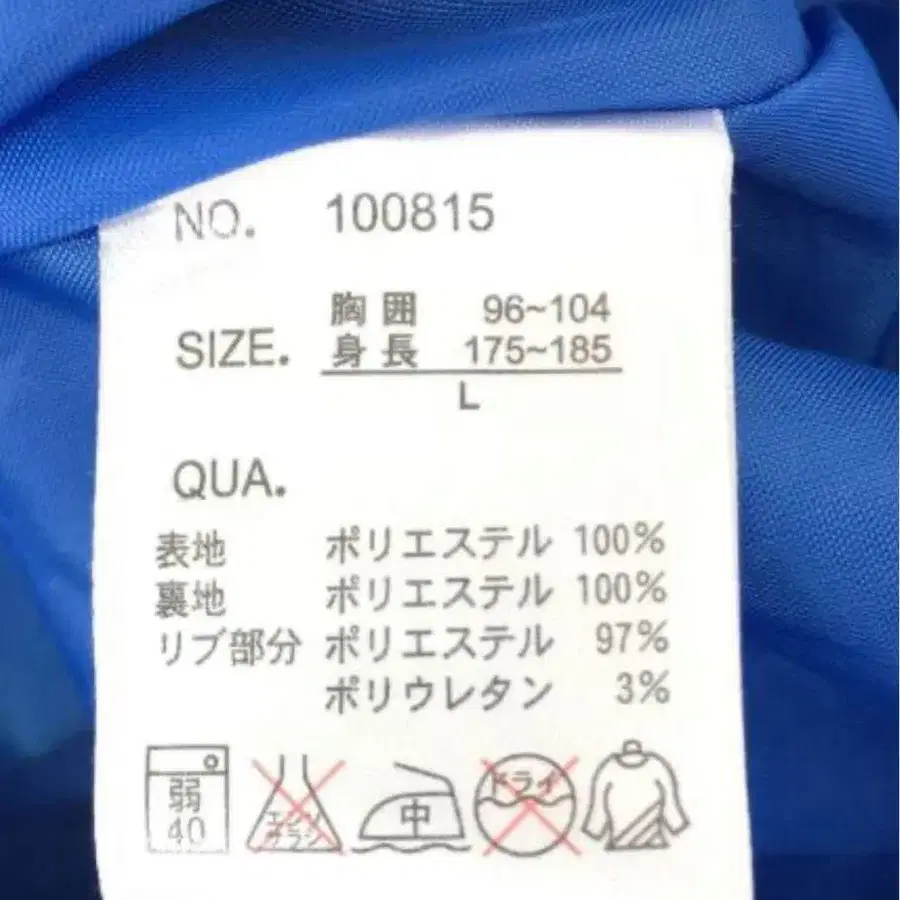 NO. 100815
胸囲 96~104
SIZE. 身長 175~185
L
QUA.
表地 ポリエステル 100%
裏地 ポリエステル 100%
リブ部分 ポリエステル 97%
ポリウレタン 3%
弱 中 ドライ
40